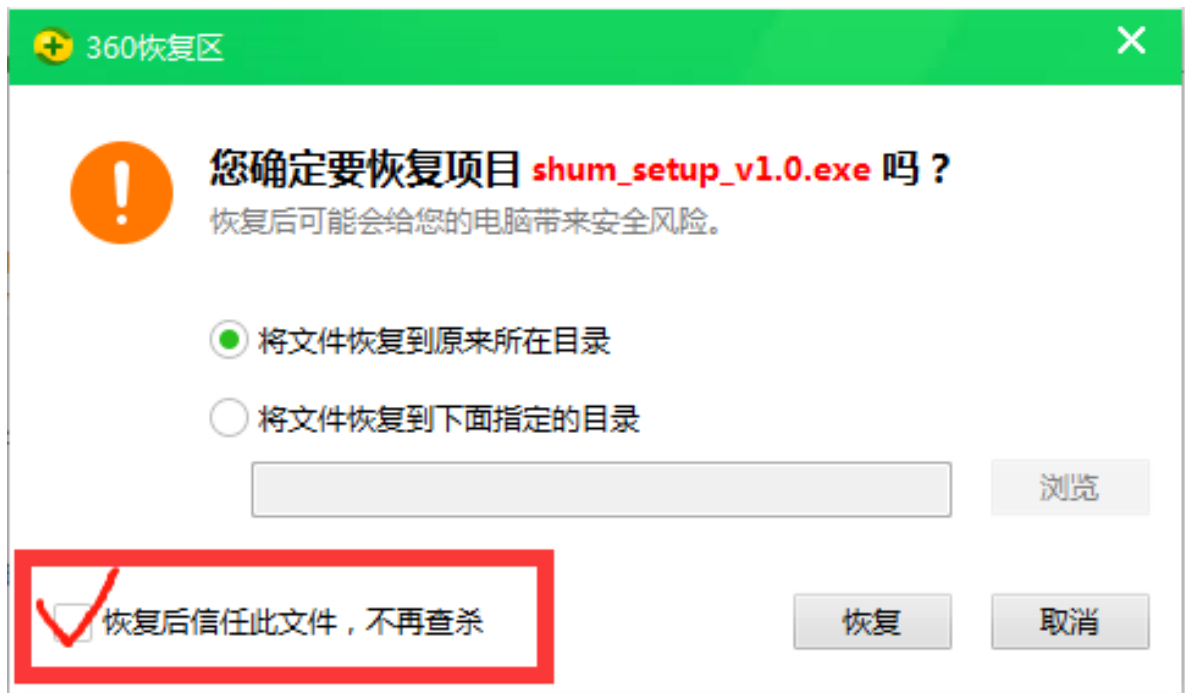 360恢复区
您确定要恢复项目 shum_setup_v1.0.exe 吗？
恢复后可能会给您的电脑带来安全风险。
将文件恢复到原来所在目录
将文件恢复到下面指定的目录
浏览
恢复后信任此文件，不再查杀
恢复
取消